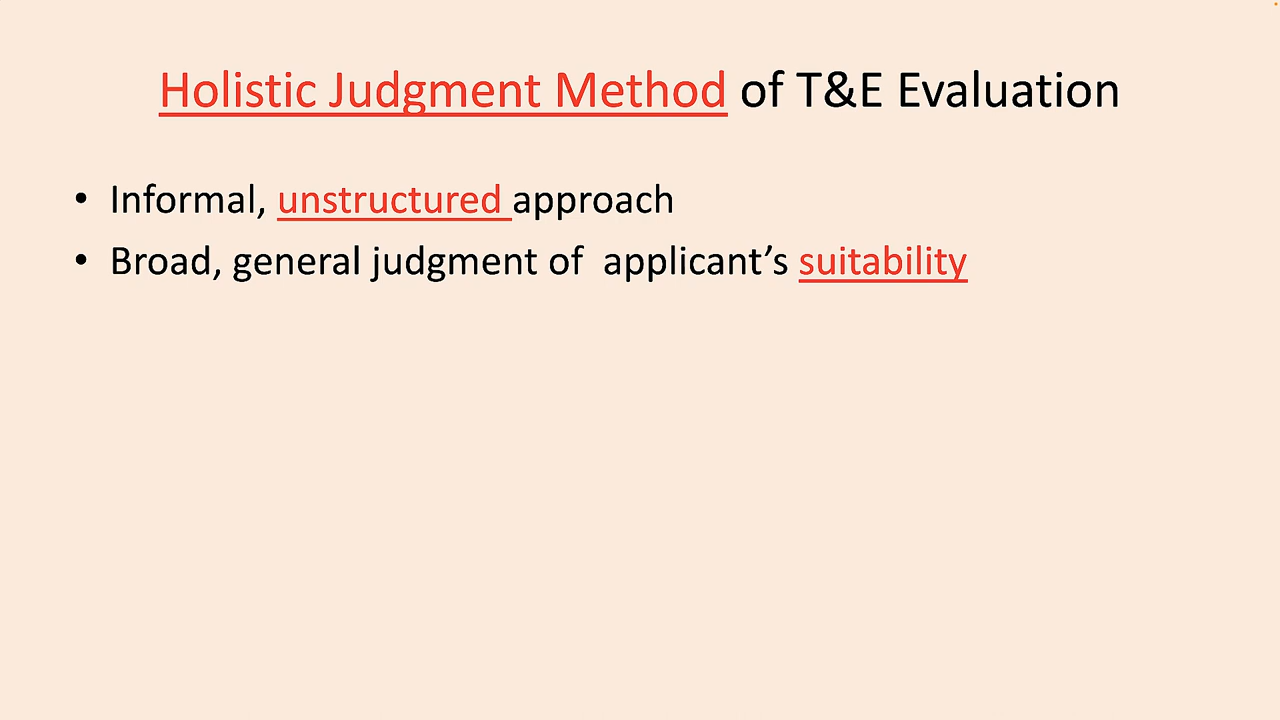 Holistic Judgment Method of T&E Evaluation
• Informal, unstructured approach
• Broad, general judgment of  applicant’s suitability